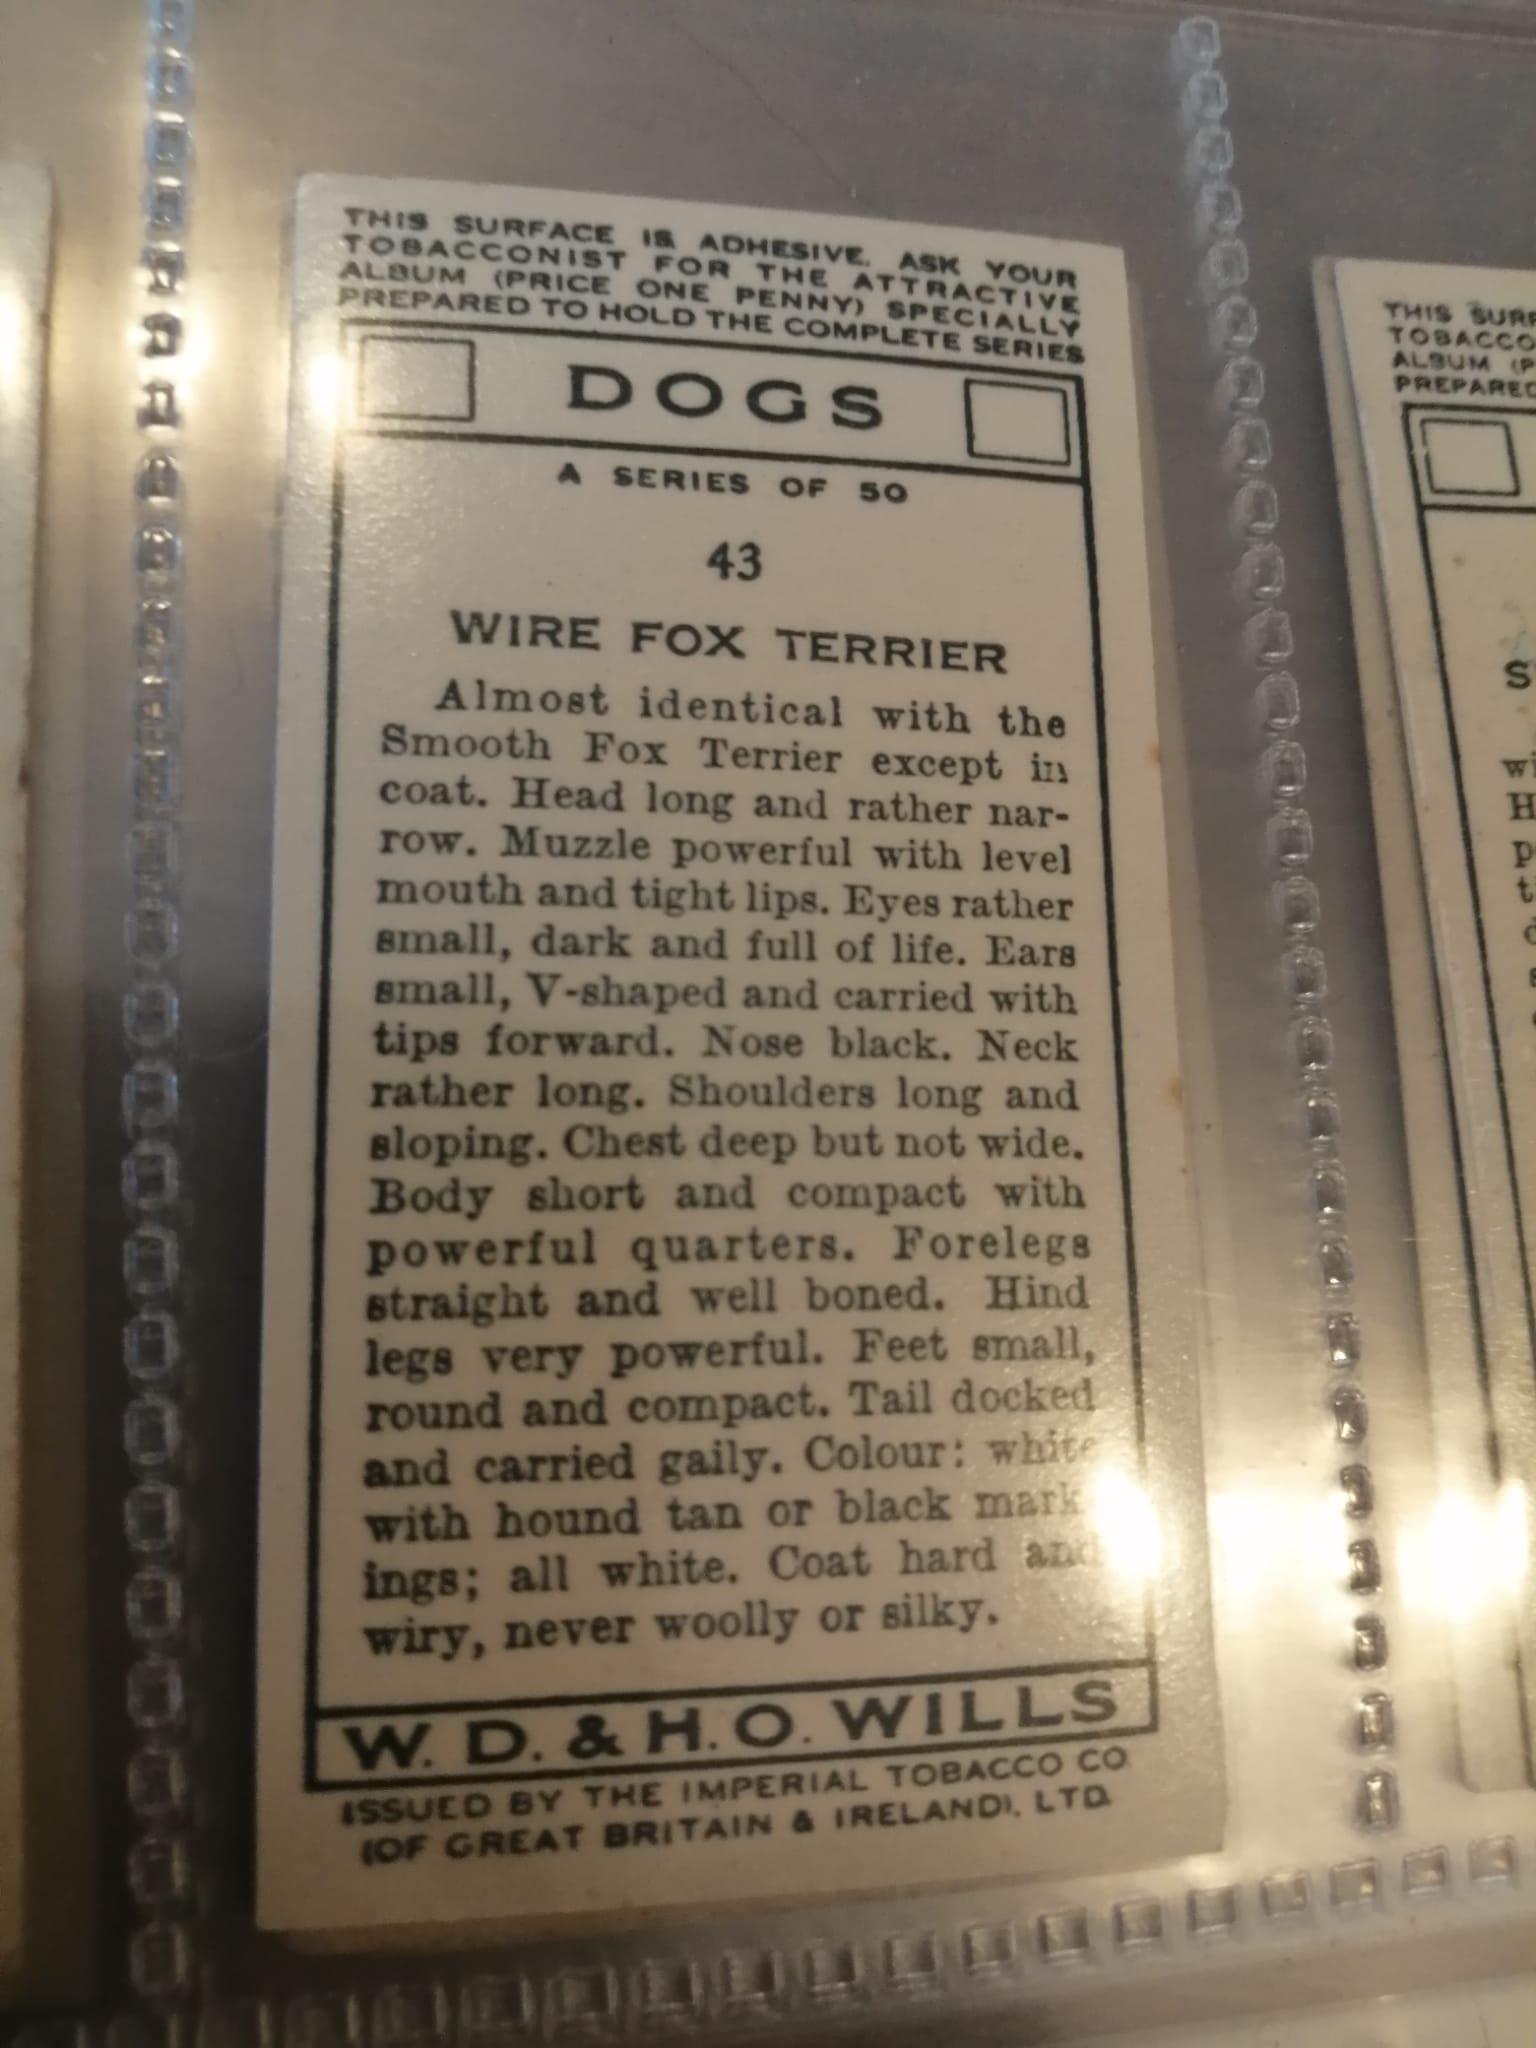 THIS SURFACE IS ADHESIVE. ASK YOUR
TOBACCONIST FOR THE ATTRACTIVE
ALBUM (PRICE ONE PENNY) SPECIALLY
PREPARED TO HOLD THE COMPLETE SERIES
DOGS
A SERIES OF 50
43
WIRE FOX TERRIER
Almost identical with the
Smooth Fox Terrier except in
coat. Head long and rather nar-
row. Muzzle powerful with level
mouth and tight lips. Eyes rather
small, dark and full of life. Ears
small, V-shaped and carried with
tips forward. Nose black. Neck
rather long. Shoulders long and
sloping. Chest deep but not wide.
Body short and compact with
powerful quarters. Forelegs
straight and well boned. Hind
legs very powerful. Feet small,
round and compact. Tail docked
and carried gaily. Colour: white
with hound tan or black mark
ings; all white. Coat hard and
wiry, never woolly or silky.
W. D. & H. O. WILLS
ISSUED BY THE IMPERIAL TOBACCO CO
(OF GREAT BRITAIN & IRELAND), LTD.
THIS SURF
TOBACCO
ALBUM (P
PREPARED